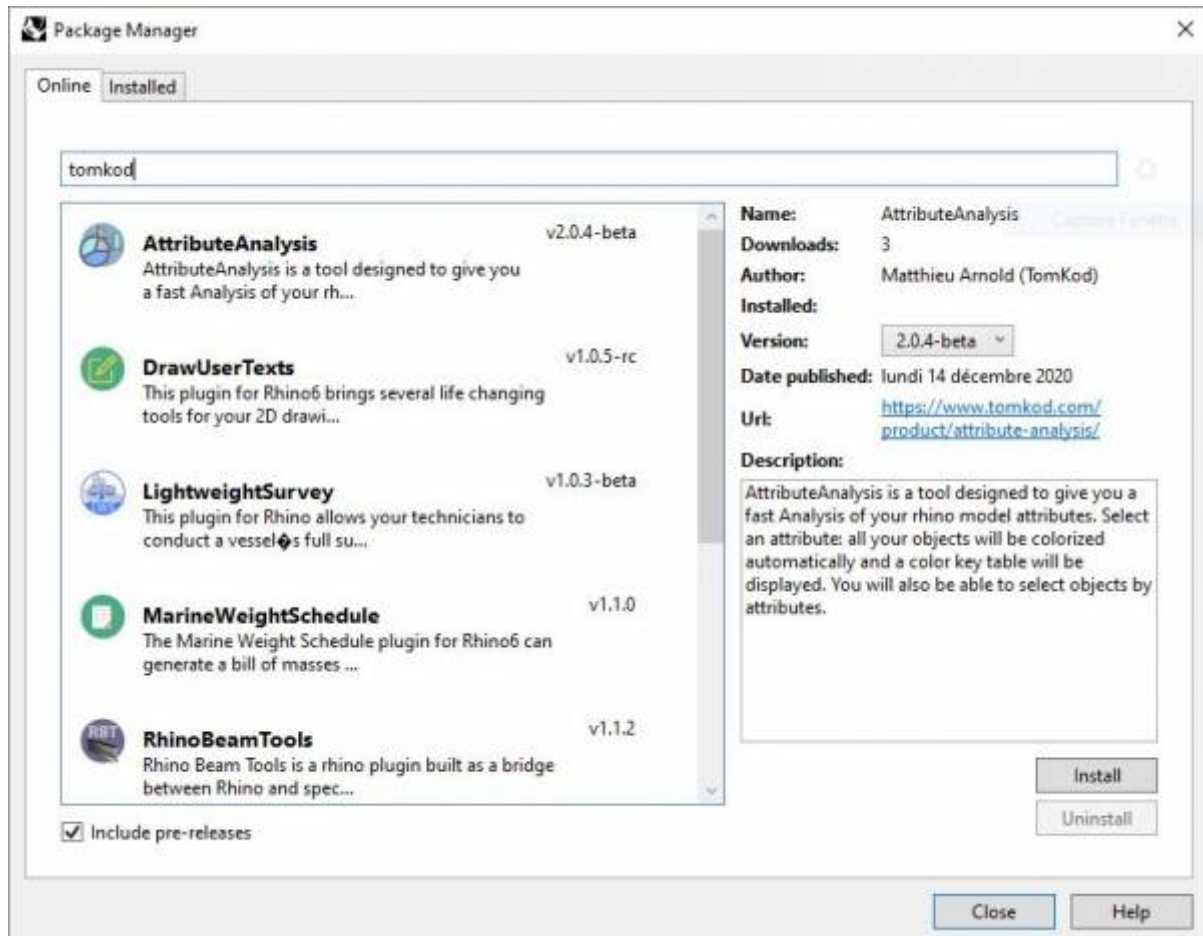 Package Manager
Online Installed
tomkod
AttributeAnalysis v2.0.4-beta
AttributeAnalysis is a tool designed to give you
a fast Analysis of your rh...
DrawUserTexts v1.0.5-rc
This plugin for Rhino6 brings several life changing
tools for your 2D drawi...
LightweightSurvey v1.0.3-beta
This plugin for Rhino allows your technicians to
conduct a vessel�s full su...
MarineWeightSchedule v1.1.0
The Marine Weight Schedule plugin for Rhino6 can
generate a bill of masses ...
RBT
RhinoBeamTools v1.1.2
Rhino Beam Tools is a rhino plugin built as a bridge
between Rhino and spec...
Include pre-releases
Name: AttributeAnalysis
Downloads: 3
Author: Matthieu Arnold (TomKod)
Installed:
Version: 2.0.4-beta
Date published: lundi 14 décembre 2020
Url: https://www.tomkod.com/
product/attribute-analysis/
Description:
AttributeAnalysis is a tool designed to give you a
fast Analysis of your rhino model attributes. Select
an attribute: all your objects will be colorized
automatically and a color key table will be
displayed. You will also be able to select objects by
attributes.
Install
Uninstall
Close Help